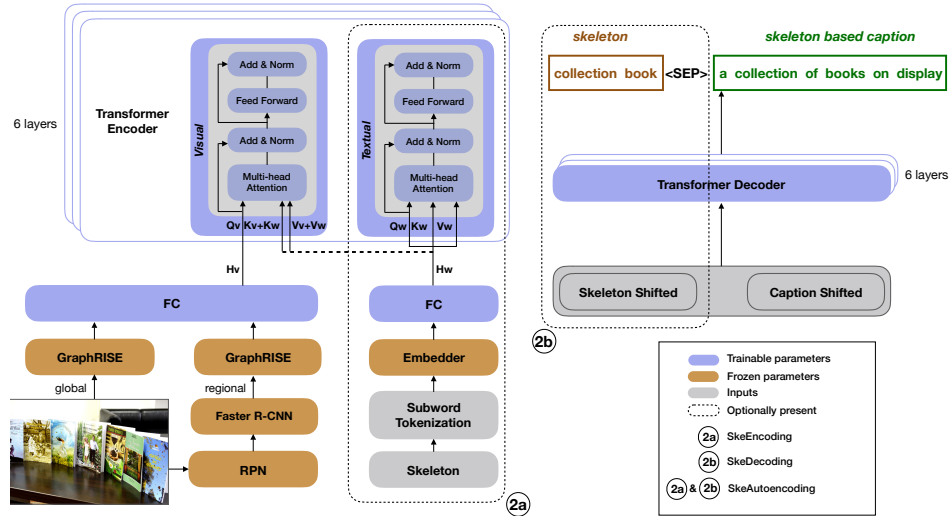 6 layers
Transformer
Encoder
Visual
Add & Norm
Feed Forward
Add & Norm
Multi-head
Attention
Qv Kv+Kw Vv+Vw
Textual
Add & Norm
Feed Forward
Add & Norm
Multi-head
Attention
Qw Kw Vw
Hv
Hw
FC
FC
GraphRISE
GraphRISE
Embedder
global
regional
Faster R-CNN
Subword
Tokenization
RPN
Skeleton
2a
skeleton
skeleton based caption
collection book <SEP> a collection of books on display
Transformer Decoder
6 layers
Skeleton Shifted
Caption Shifted
2b
Trainable parameters
Frozen parameters
Inputs
Optionally present
2a SkeEncoding
2b SkeDecoding
2a & 2b SkeAutoencoding